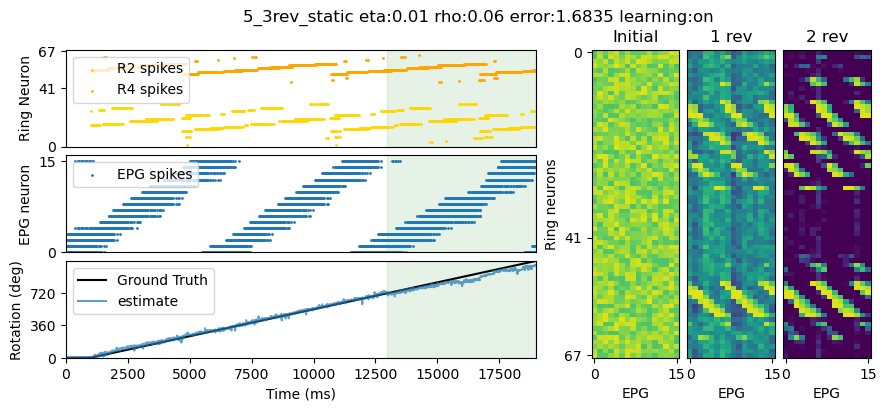 5_3rev_static eta:0.01 rho:0.06 error:1.6835 learning:on
Ring Neuron
67
41
0
R2 spikes
R4 spikes
EPG neuron
15
0
EPG spikes
Rotation (deg)
720
360
0
Ground Truth
estimate
0 2500 5000 7500 10000 12500 15000 17500
Time (ms)
Initial 1 rev 2 rev
Ring neurons
0
41
67
0 15 0 15 0 15
EPG EPG EPG